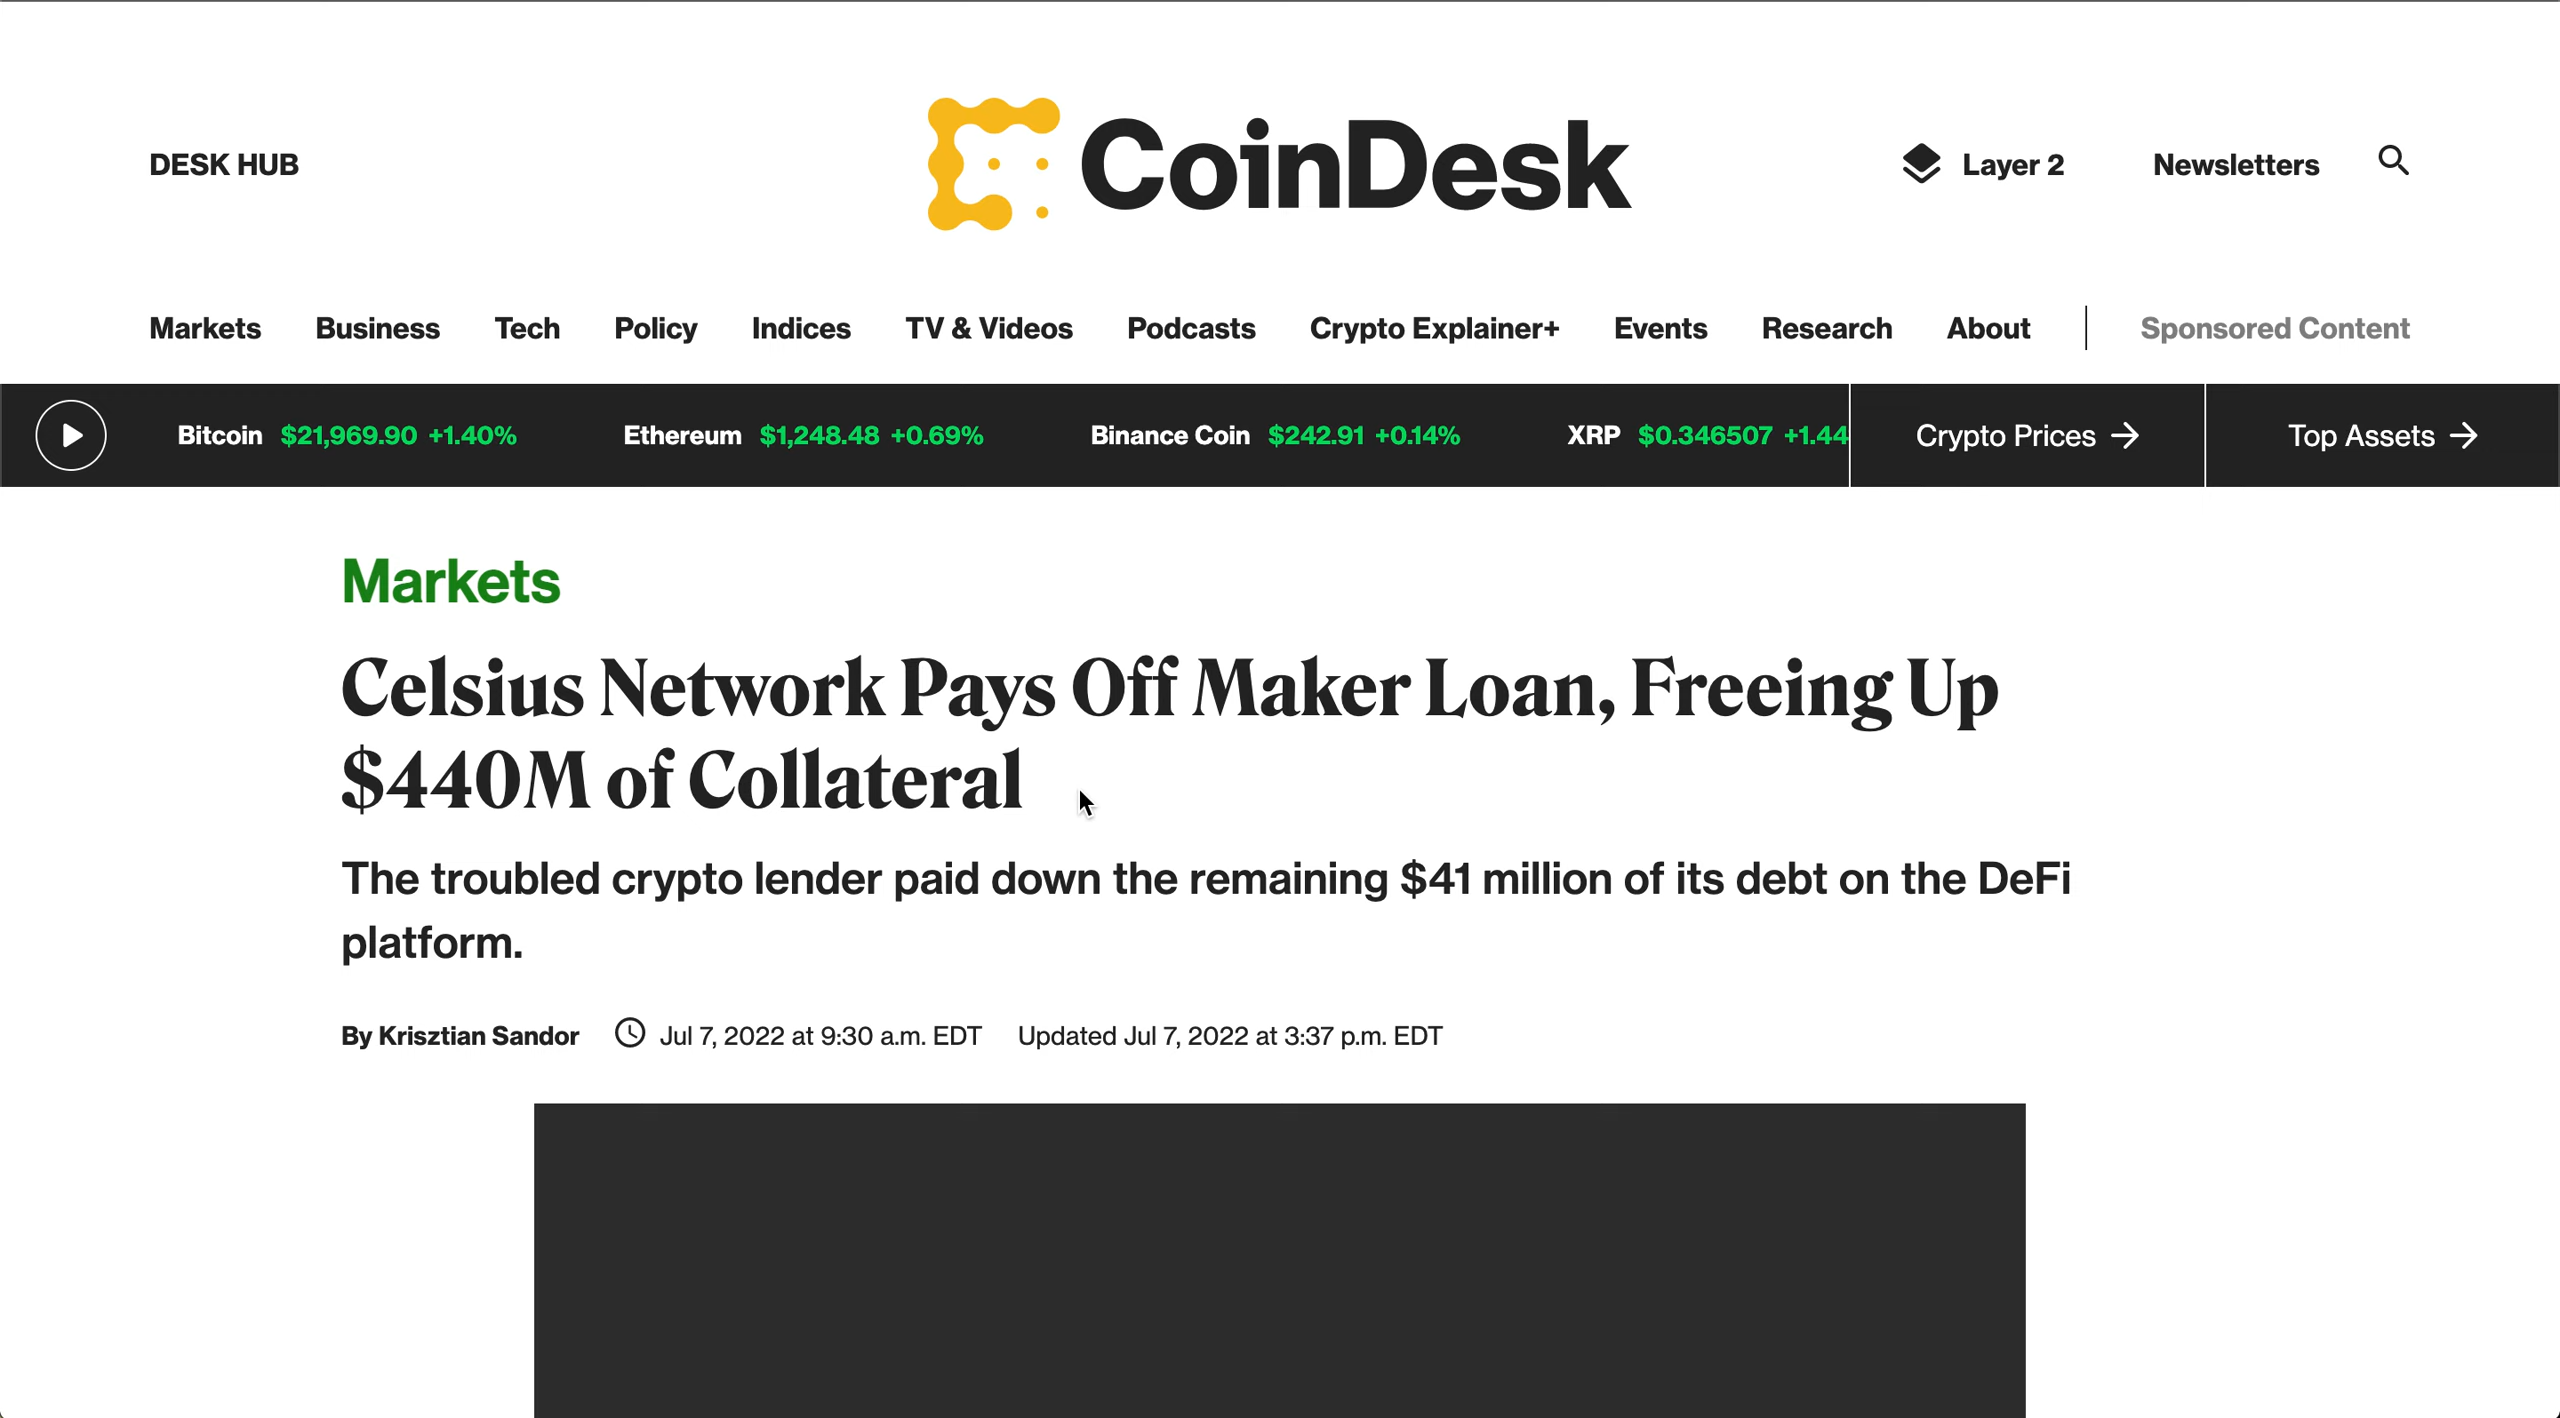 DESK HUB
CoinDesk
Layer 2
Newsletters
Markets Business Tech Policy Indices TV & Videos Podcasts Crypto Explainer+ Events Research About Sponsored Content
Bitcoin $21,969.90 +1.40% Ethereum $1,248.48 +0.69% Binance Coin $242.91 +0.14% XRP $0.346507 +1.44 Crypto Prices → Top Assets →
Markets
Celsius Network Pays Off Maker Loan, Freeing Up
$440M of Collateral
The troubled crypto lender paid down the remaining $41 million of its debt on the DeFi
platform.
By Krisztian Sandor Jul 7, 2022 at 9:30 a.m. EDT Updated Jul 7, 2022 at 3:37 p.m. EDT